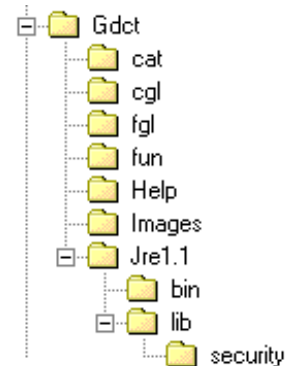 Gdct
cat
cgl
fgl
fun
Help
Images
Jre1.1
bin
lib
security